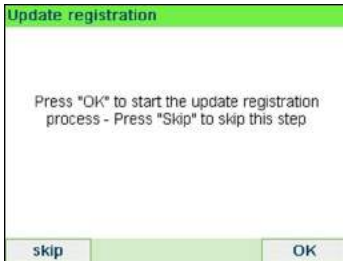 Update registration
Press "OK" to start the update registration
process - Press "Skip" to skip this step
skip
OK